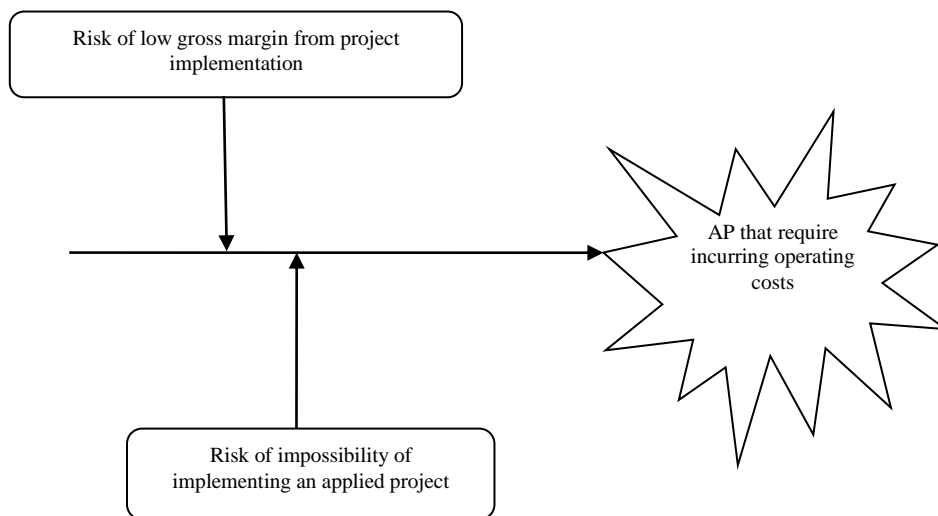 Risk of low gross margin from project
implementation
AP that require
incurring operating
costs
Risk of impossibility of
implementing an applied project